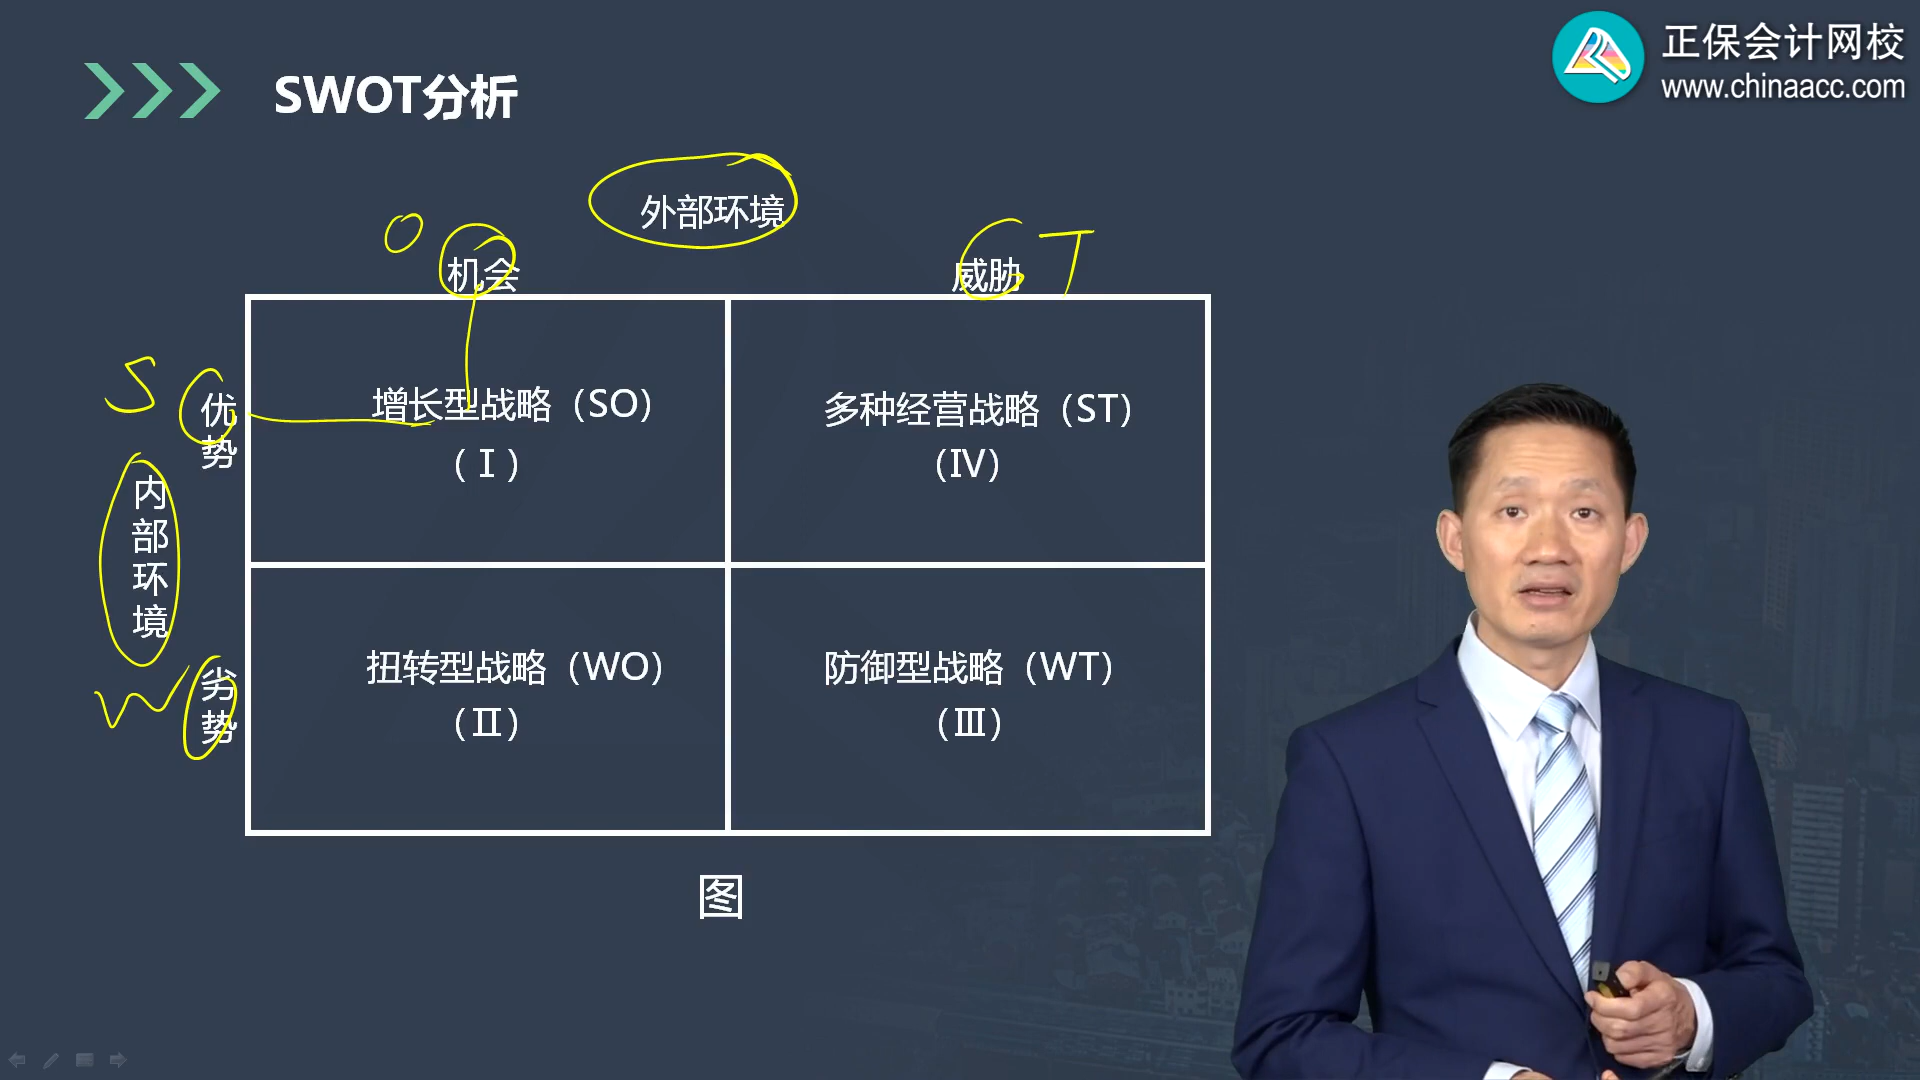 正保会计网校
www.chinaacc.com
SWOT分析
外部环境
O
机会
威胁
T
S
优势
增长型战略（SO）
（Ⅰ）
多种经营战略（ST）
（Ⅳ）
内部环境
W
劣势
扭转型战略（WO）
（Ⅱ）
防御型战略（WT）
（Ⅲ）
图